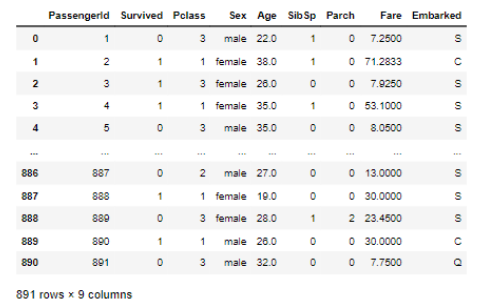 PassengerId Survived Pclass Sex Age SibSp Parch Fare Embarked
0 1 0 3 male 22.0 1 0 7.2500 S
1 2 1 1 female 38.0 1 0 71.2833 C
2 3 1 3 female 26.0 0 0 7.9250 S
3 4 1 1 female 35.0 1 0 53.1000 S
4 5 0 3 male 35.0 0 0 8.0500 S
... ... ... ... ... ... ... ... ... ...
886 887 0 2 male 27.0 0 0 13.0000 S
887 888 1 1 female 19.0 0 0 30.0000 S
888 889 0 3 female 28.0 1 2 23.4500 S
889 890 1 1 male 26.0 0 0 30.0000 C
890 891 0 3 male 32.0 0 0 7.7500 Q
891 rows × 9 columns